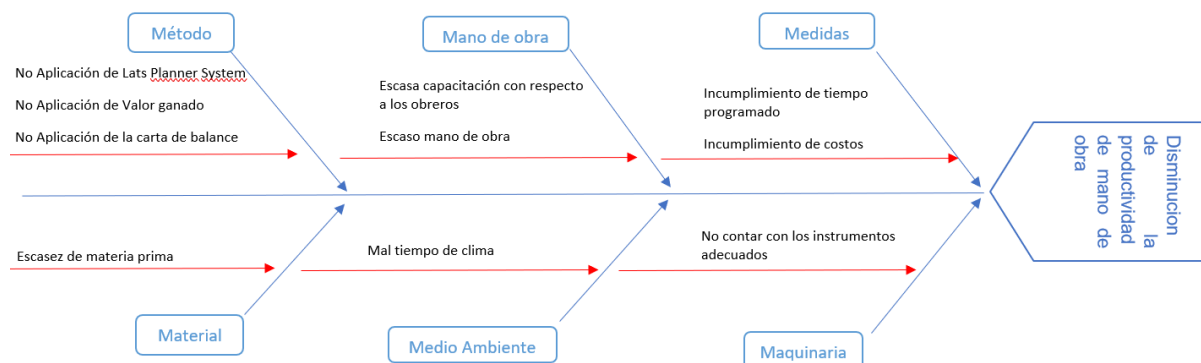 Método
Mano de obra
Medidas
No Aplicación de Lats Planner System
No Aplicación de Valor ganado
No Aplicación de la carta de balance
Escasa capacitación con respecto
a los obreros
Escaso mano de obra
Incumplimiento de tiempo
programado
Incumplimiento de costos
Disminucion
de la
productividad
de mano de
obra
Escasez de materia prima
Mal tiempo de clima
No contar con los instrumentos
adecuados
Material
Medio Ambiente
Maquinaria